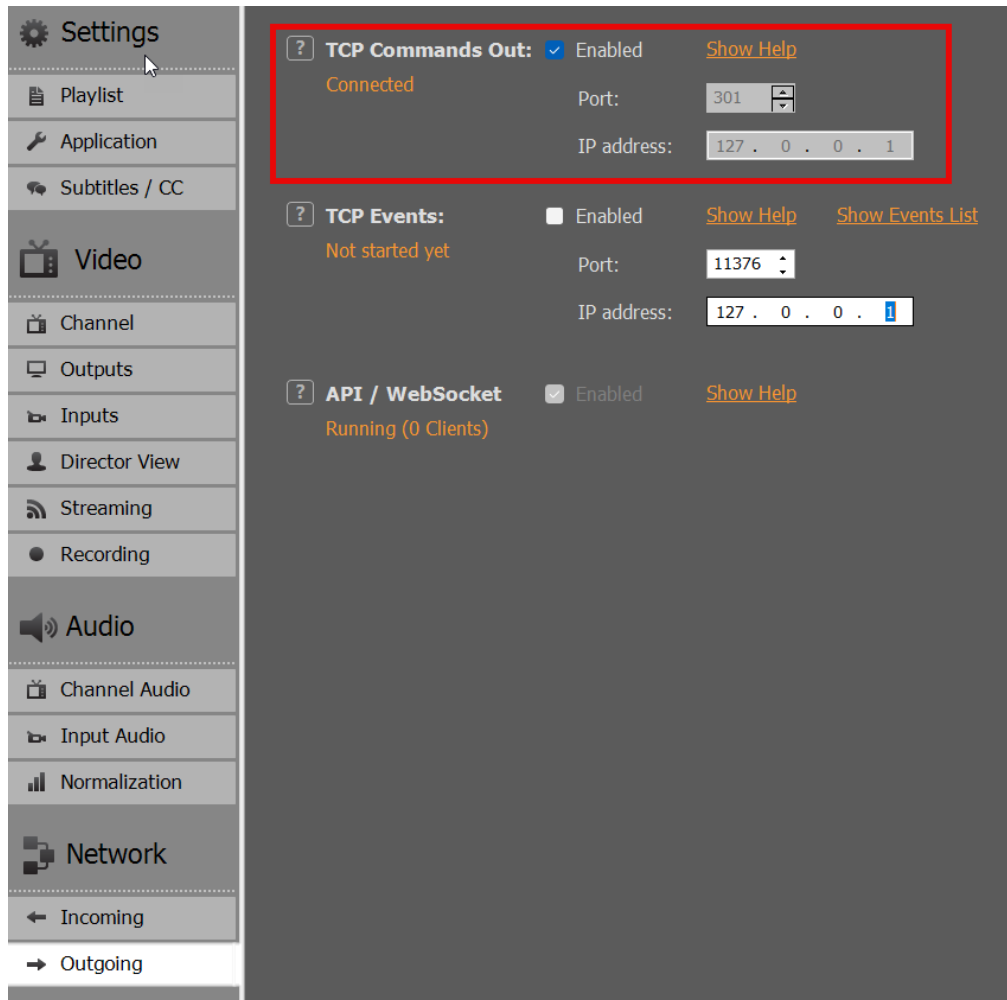 Settings
Playlist
Application
Subtitles / CC
Video
Channel
Outputs
Inputs
Director View
Streaming
Recording
Audio
Channel Audio
Input Audio
Normalization
Network
Incoming
Outgoing
? TCP Commands Out: Enabled Show Help
Connected
Port: 301
IP address: 127 . 0 . 0 . 1
? TCP Events: Enabled Show Help Show Events List
Not started yet
Port: 11376
IP address: 127 . 0 . 0 . 1
? API / WebSocket Enabled Show Help
Running (0 Clients)